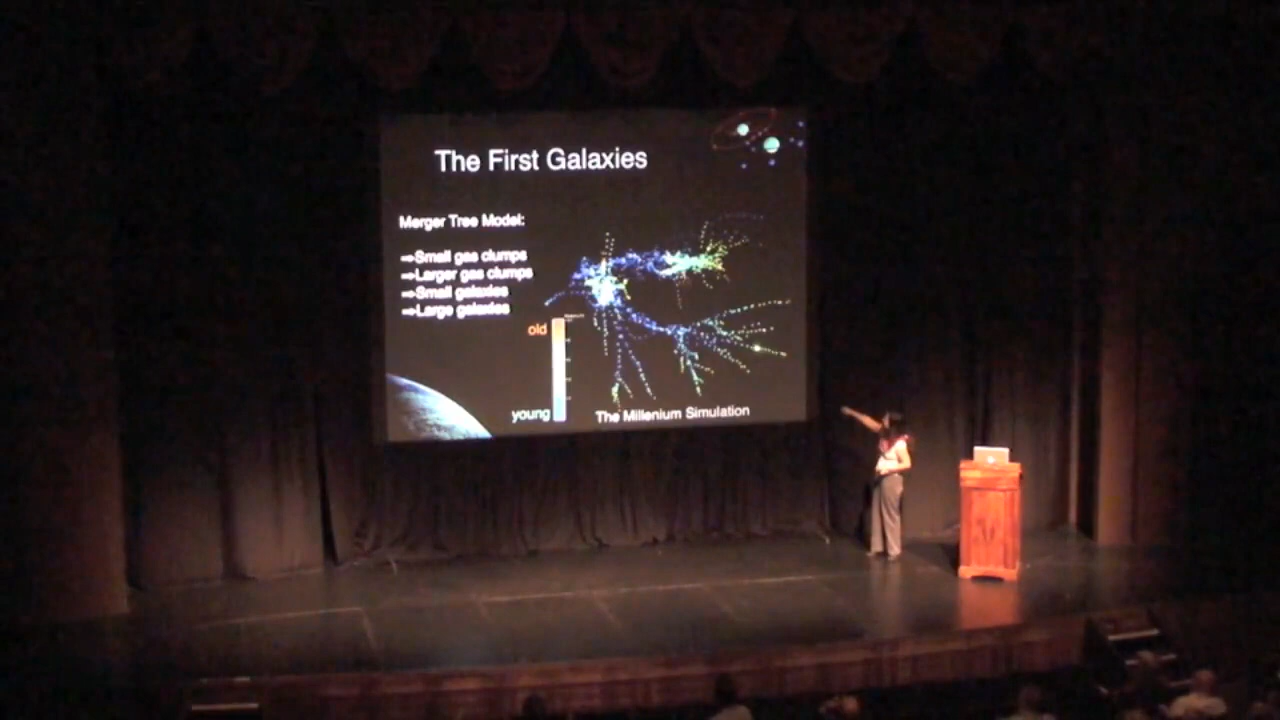 The First Galaxies
Merger Tree Model:
⇒Small gas clumps
⇒Larger gas clumps
⇒Small galaxies
⇒Large galaxies
old
young
The Millenium Simulation